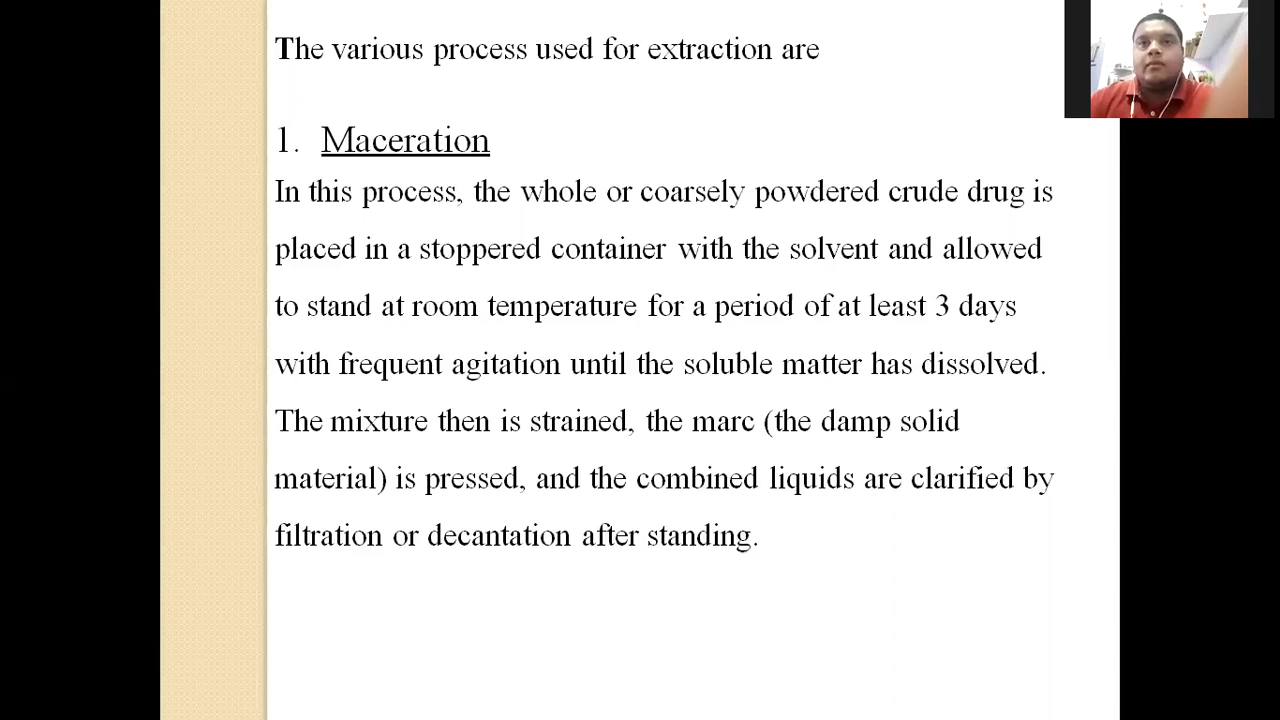 The various process used for extraction are
1. Maceration
In this process, the whole or coarsely powdered crude drug is
placed in a stoppered container with the solvent and allowed
to stand at room temperature for a period of at least 3 days
with frequent agitation until the soluble matter has dissolved.
The mixture then is strained, the marc (the damp solid
material) is pressed, and the combined liquids are clarified by
filtration or decantation after standing.